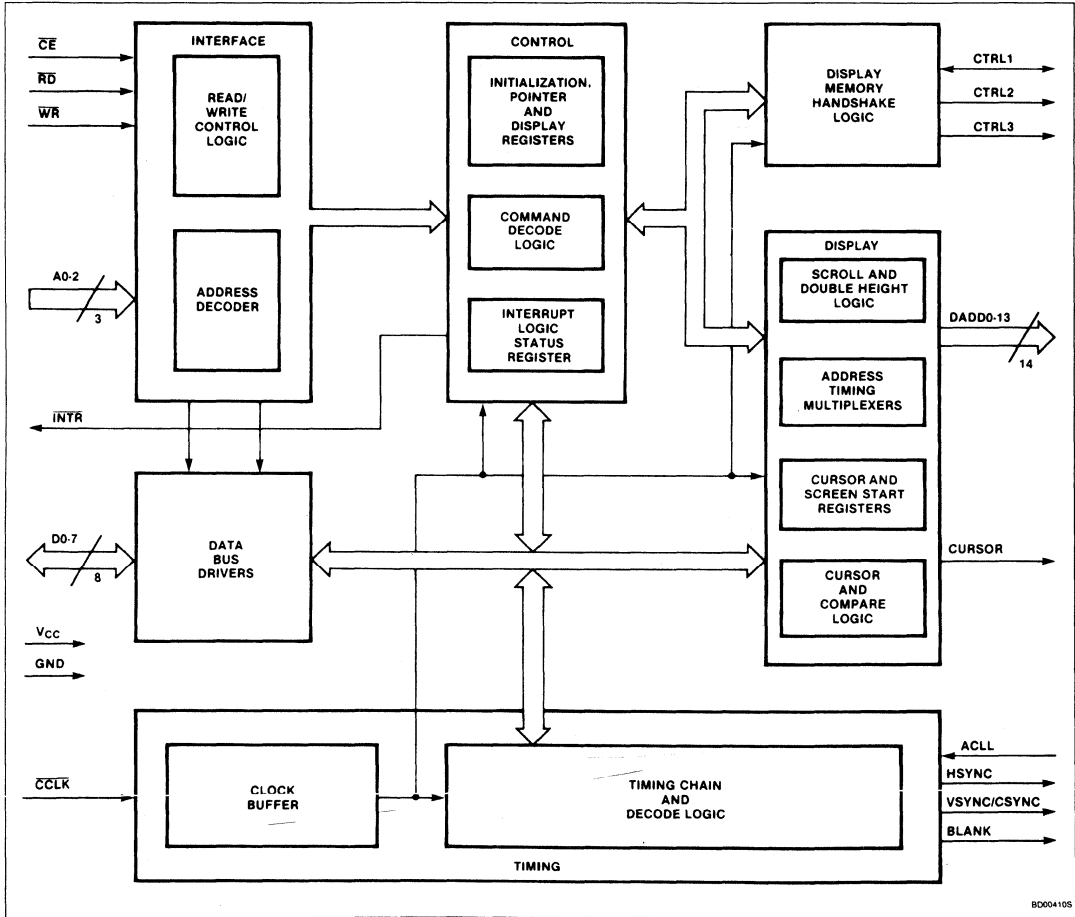 CE
RD
WR
A0-2
3
INTR
D0-7
8
VCC
GND
CCLK
INTERFACE
READ/
WRITE
CONTROL
LOGIC
ADDRESS
DECODER
DATA
BUS
DRIVERS
CONTROL
INITIALIZATION,
POINTER
AND
DISPLAY
REGISTERS
COMMAND
DECODE
LOGIC
INTERRUPT
LOGIC
STATUS
REGISTER
DISPLAY
MEMORY
HANDSHAKE
LOGIC
CTRL1
CTRL2
CTRL3
DISPLAY
SCROLL AND
DOUBLE HEIGHT
LOGIC
ADDRESS
TIMING
MULTIPLEXERS
CURSOR AND
SCREEN START
REGISTERS
CURSOR
AND
COMPARE
LOGIC
DADD0-13
14
CURSOR
CLOCK
BUFFER
TIMING CHAIN
AND
DECODE LOGIC
TIMING
ACLL
HSYNC
VSYNC/CSYNC
BLANK
BD00410S